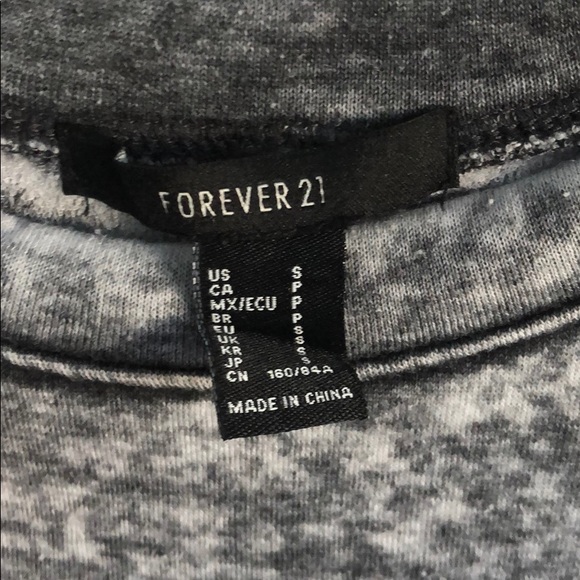 FOREVER 21
US S
CA P
MX/ECU P
BR P
EU S
UK S
KR S
JP S
CN 160/84A
MADE IN CHINA